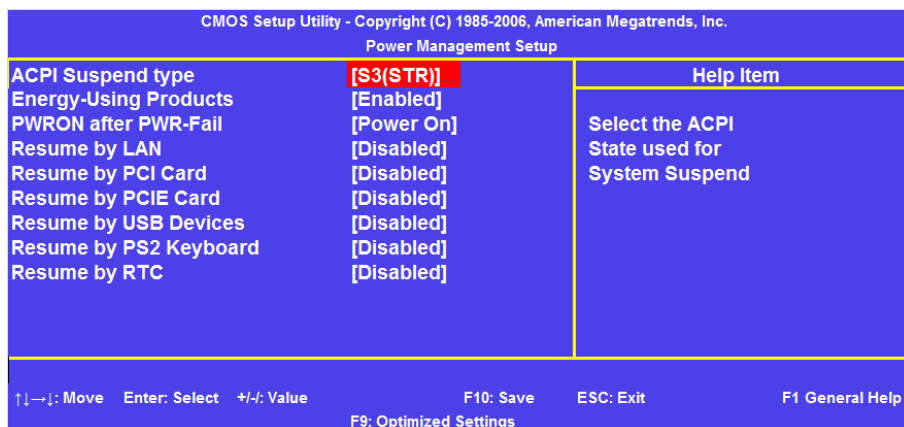 CMOS Setup Utility - Copyright (C) 1985-2006, American Megatrends, Inc.
Power Management Setup
ACPI Suspend type [S3(STR)]
Energy-Using Products [Enabled]
PWRON after PWR-Fail [Power On]
Resume by LAN [Disabled]
Resume by PCI Card [Disabled]
Resume by PCIE Card [Disabled]
Resume by USB Devices [Disabled]
Resume by PS2 Keyboard [Disabled]
Resume by RTC [Disabled]
Help Item
Select the ACPI
State used for
System Suspend
↑↓→↓: Move Enter: Select +/-/: Value F10: Save ESC: Exit F1 General Help
F9: Optimized Settings